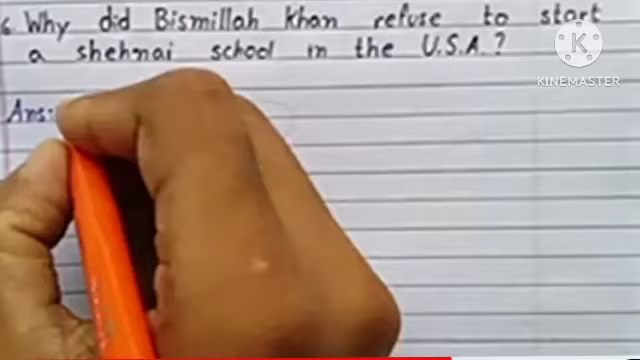 6. Why did Bismillah Khan refuse to start
a shehnai school in the U.S.A.?
Ans:-
K
KINEMASTER